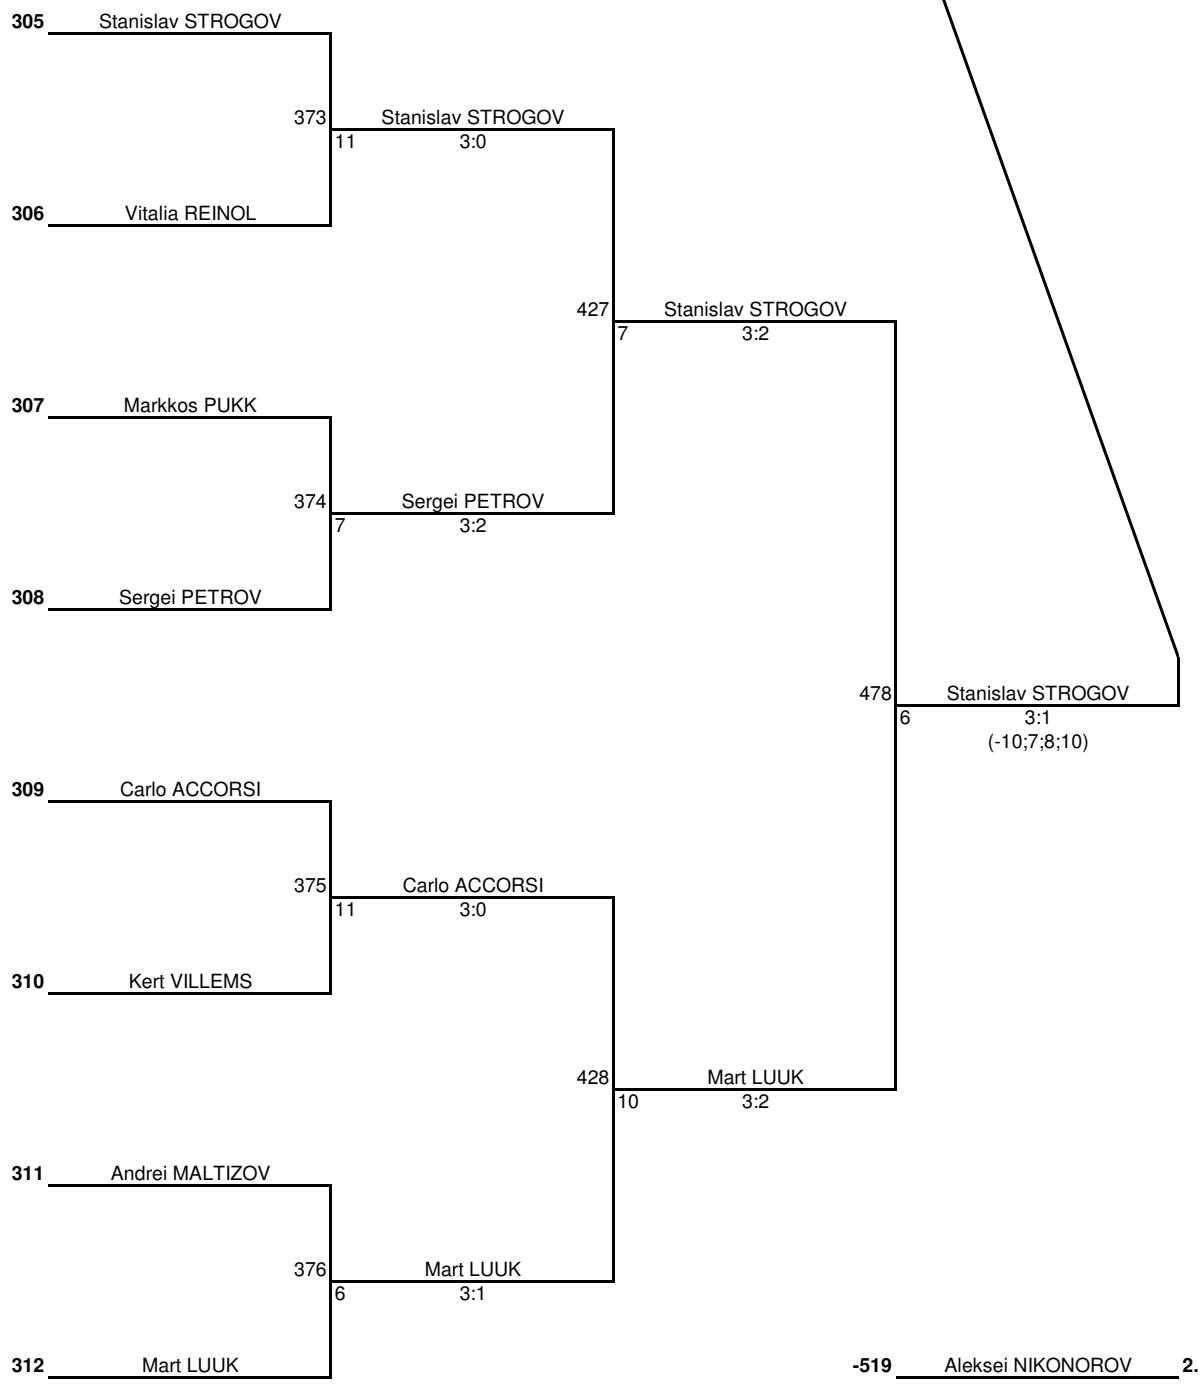 305 Stanislav STROGOV
373 Stanislav STROGOV
11 3:0
306 Vitalia REINOL
427 Stanislav STROGOV
7 3:2
307 Markkos PUKK
374 Sergei PETROV
7 3:2
308 Sergei PETROV
478 Stanislav STROGOV
6 3:1
(-10;7;8;10)
309 Carlo ACCORSI
375 Carlo ACCORSI
11 3:0
310 Kert VILLEMS
428 Mart LUUK
10 3:2
311 Andrei MALTIZOV
376 Mart LUUK
6 3:1
312 Mart LUUK
-519 Aleksei NIKONOROV 2.